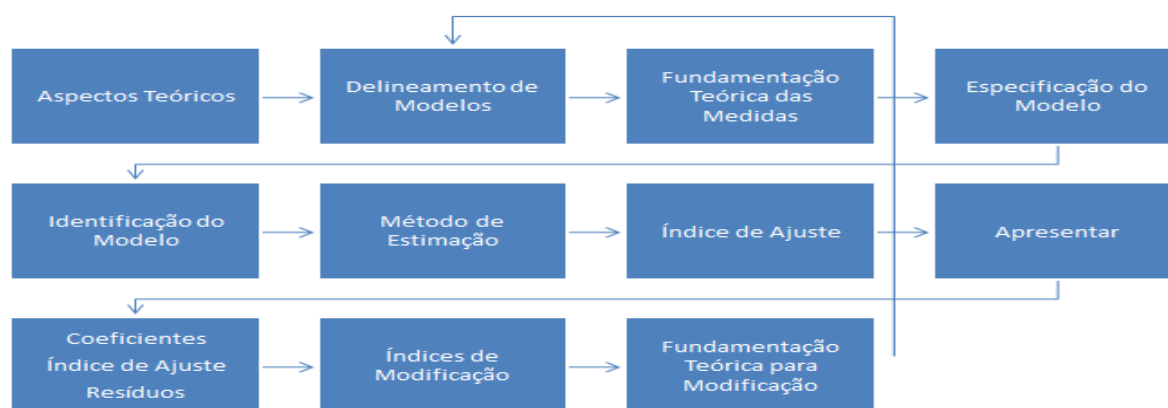 Aspectos Teóricos
Delineamento de
Modelos
Fundamentação
Teórica das
Medidas
Especificação do
Modelo
Identificação do
Modelo
Método de
Estimação
Índice de Ajuste
Apresentar
Coeficientes
Índice de Ajuste
Resíduos
Índices de
Modificação
Fundamentação
Teórica para
Modificação